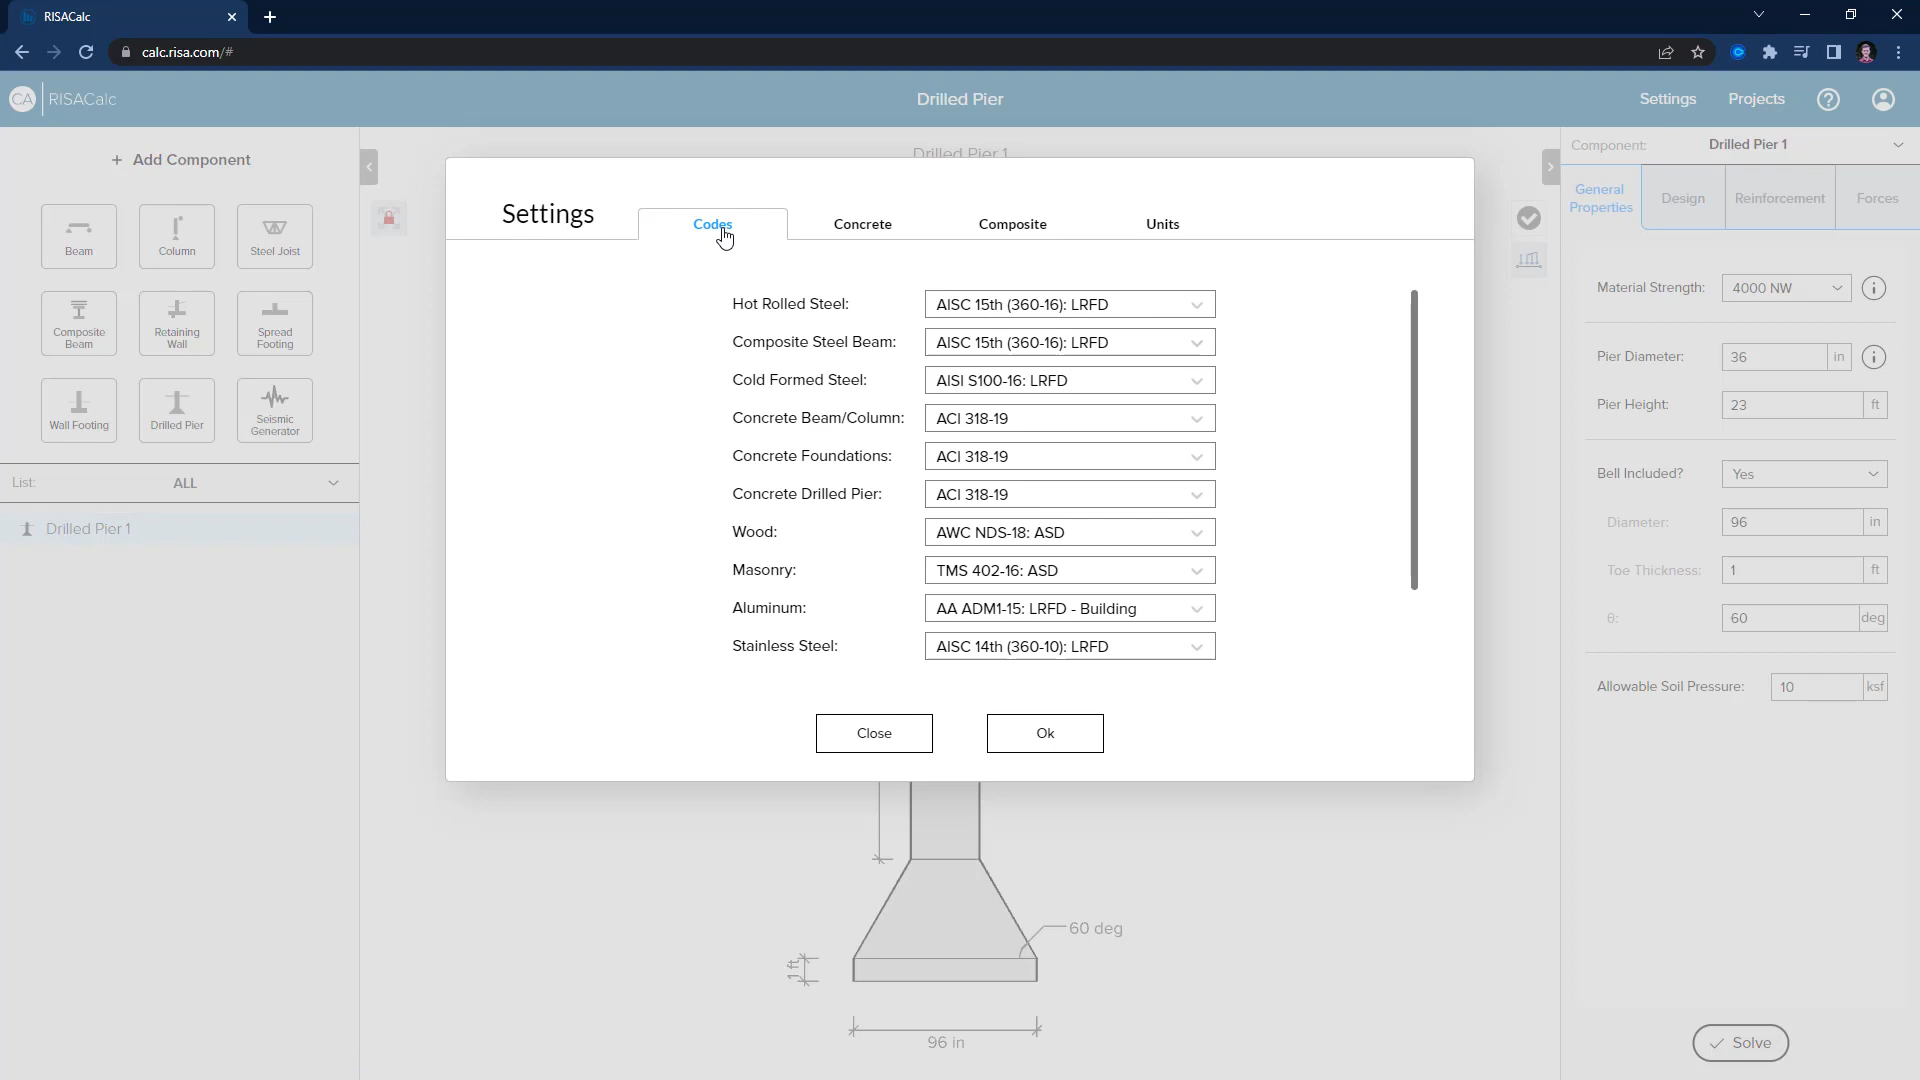 RISACalc
calc.risa.com/#
CA RISACalc
Drilled Pier
Settings
Projects
?
+ Add Component
Beam
Column
Steel Joist
Composite
Beam
Retaining
Wall
Spread
Footing
Wall Footing
Drilled Pier
Seismic
Generator
List:
ALL
Drilled Pier 1
Drilled Pier 1
Settings
Codes
Concrete
Composite
Units
Hot Rolled Steel: AISC 15th (360-16): LRFD
Composite Steel Beam: AISC 15th (360-16): LRFD
Cold Formed Steel: AISI S100-16: LRFD
Concrete Beam/Column: ACI 318-19
Concrete Foundations: ACI 318-19
Concrete Drilled Pier: ACI 318-19
Wood: AWC NDS-18: ASD
Masonry: TMS 402-16: ASD
Aluminum: AA ADM1-15: LRFD - Building
Stainless Steel: AISC 14th (360-10): LRFD
Close
Ok
60 deg
1 ft
96 in
Component: Drilled Pier 1
General
Properties
Design
Reinforcement
Forces
Material Strength: 4000 NW i
Pier Diameter: 36 in i
Pier Height: 23 ft
Bell Included? Yes
Diameter: 96 in
Toe Thickness: 1 ft
θ: 60 deg
Allowable Soil Pressure: 10 ksf
Solve